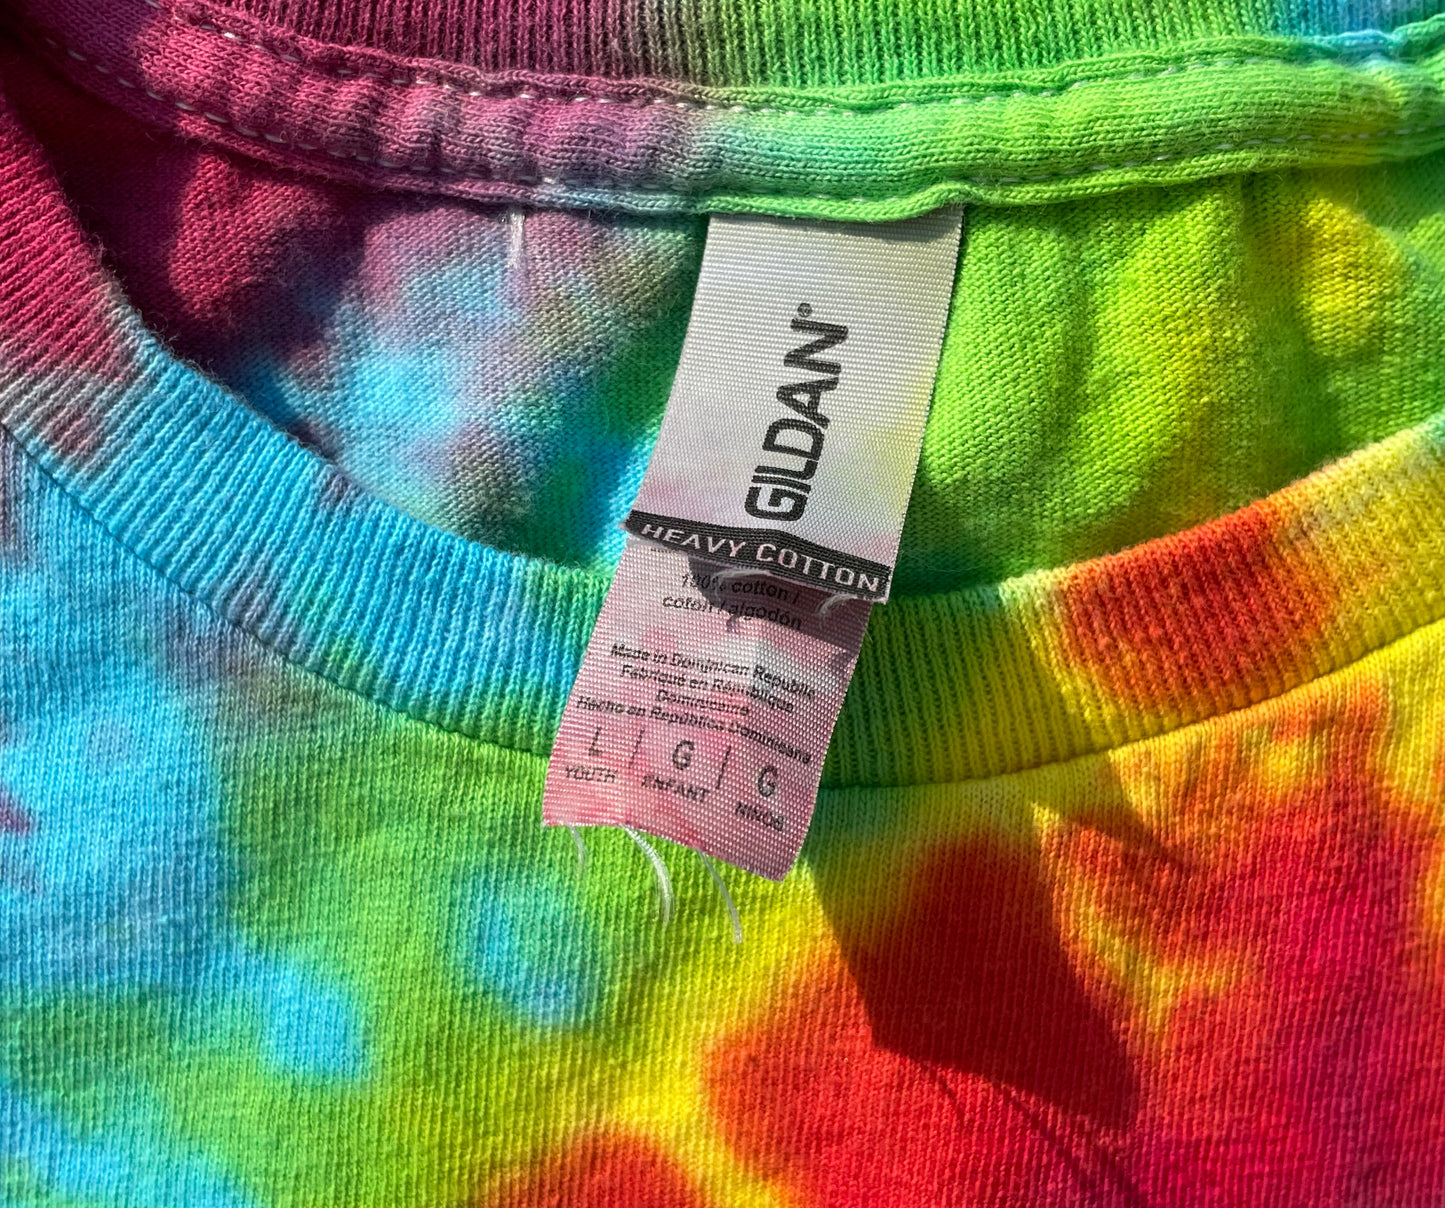 GILDAN®
HEAVY COTTON
100% cotton /
coton / algodón
Made in Dominican Republic
Fabriqué en République
Dominicaine
Hecho en República Dominicana
L / G / G
YOUTH ENFANT NIÑOS